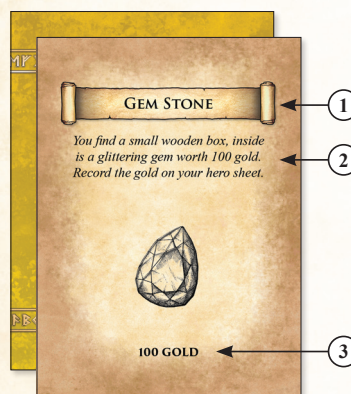 GEM STONE
1
You find a small wooden box, inside
is a glittering gem worth 100 gold.
Record the gold on your hero sheet.
2
100 GOLD
3